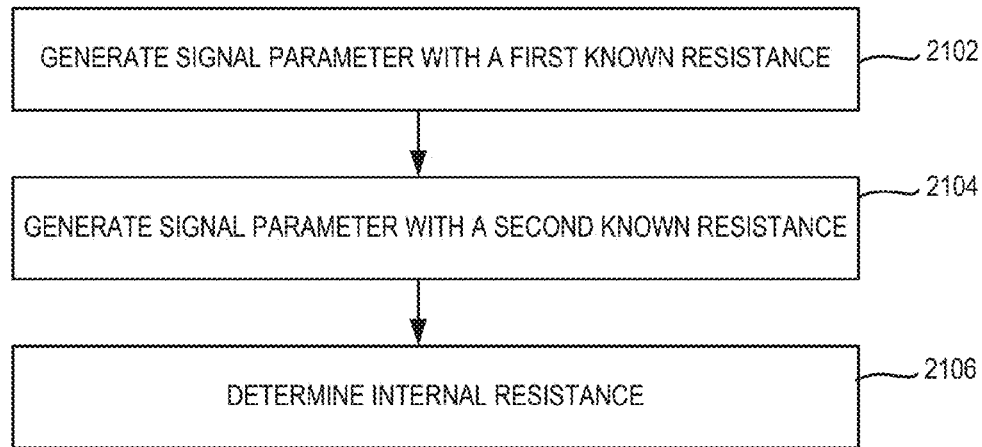 GENERATE SIGNAL PARAMETER WITH A FIRST KNOWN RESISTANCE
2102
GENERATE SIGNAL PARAMETER WITH A SECOND KNOWN RESISTANCE
2104
DETERMINE INTERNAL RESISTANCE
2106